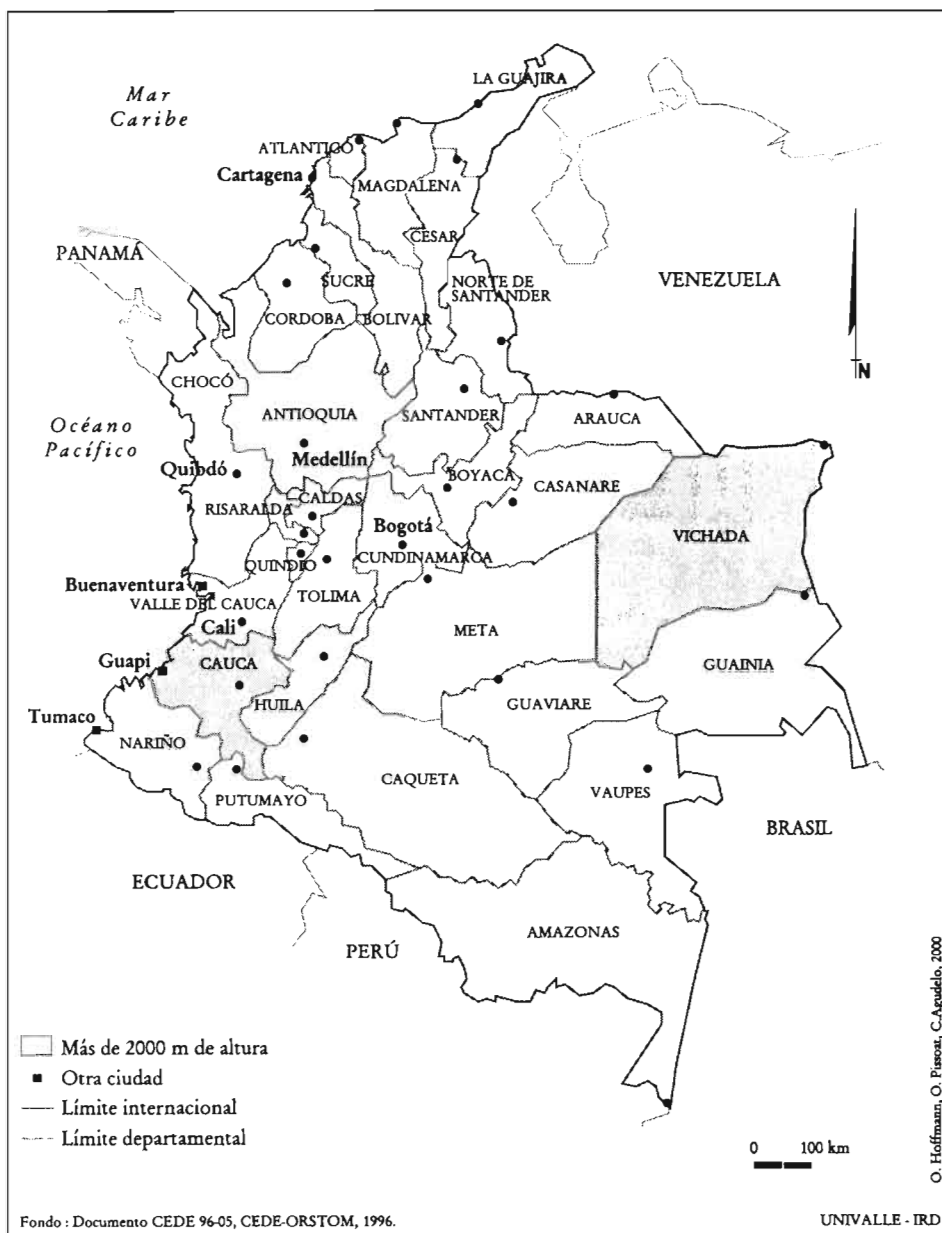 LA GUAJIRA
Mar
Caribe
ATLANTICO
Cartagena
MAGDALENA
CESAR
PANAMÁ
SUCRE
NORTE DE
SANTANDER
VENEZUELA
CORDOBA
BOLIVAR
N
CHOCÓ
ANTIOQUIA
SANTANDER
ARAUCA
Océano
Pacífico
Medellín
Quibdó
BOYACA
CASANARE
RISARALDA
CALDAS
Bogotá
VICHADA
QUINDIO
CUNDINAMARCA
Buenaventura
VALLE DEL CAUCA
TOLIMA
Cali
META
Guapi
CAUCA
GUAINIA
HUILA
GUAVIARE
Tumaco
NARIÑO
CAQUETA
VAUPES
PUTUMAYO
BRASIL
ECUADOR
AMAZONAS
PERÚ
Más de 2000 m de altura
Otra ciudad
Límite internacional
Límite departamental
0 100 km
O. Hoffmann, O. Pissoat, C.Agudelo, 2000
Fondo : Documento CEDE 96-05, CEDE-ORSTOM, 1996.
UNIVALLE - IRD